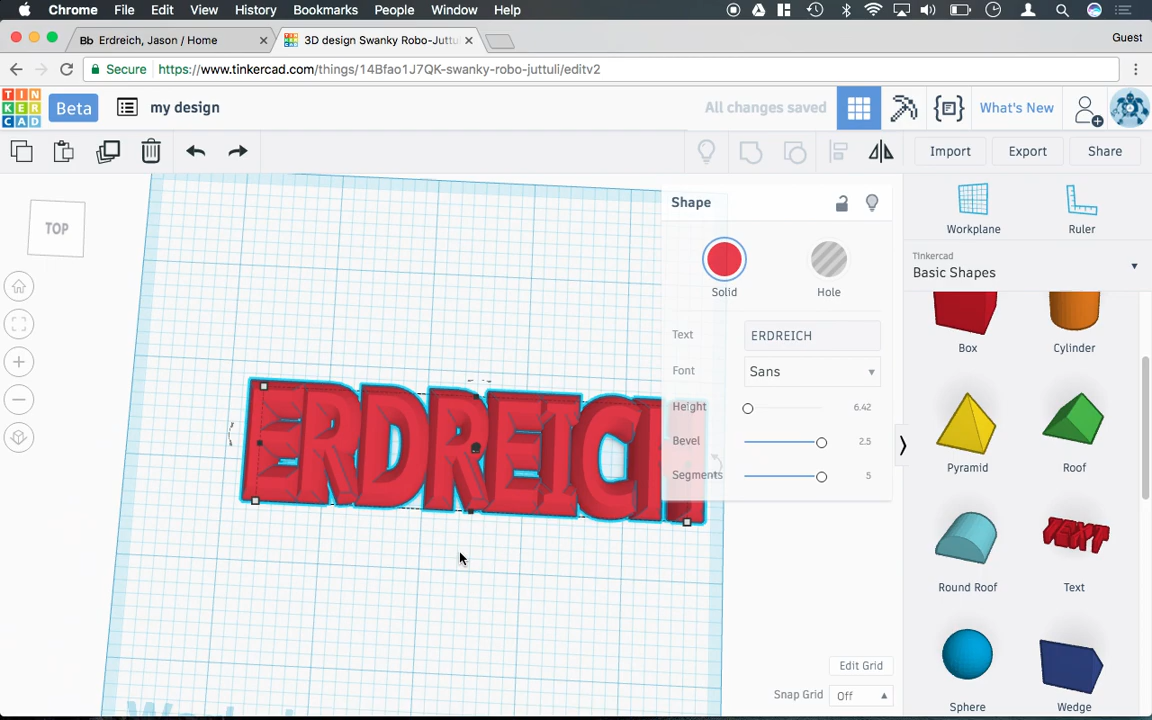 Chrome File Edit View History Bookmarks People Window Help
Bb Erdreich, Jason / Home
3D design Swanky Robo-Juttul
Guest
Secure https://www.tinkercad.com/things/14Bfao1J7QK-swanky-robo-juttuli/editv2
TIN
KER
CAD
Beta
my design
All changes saved
What's New
Import
Export
Share
TOP
Shape
Solid
Hole
Text ERDREICH
Font Sans
Height 6.42
Bevel 2.5
Segments 5
ERDREICH
Workplane
Ruler
Tinkercad
Basic Shapes
Box
Cylinder
Pyramid
Roof
TEXT
Round Roof
Text
Sphere
Wedge
Edit Grid
Snap Grid Off